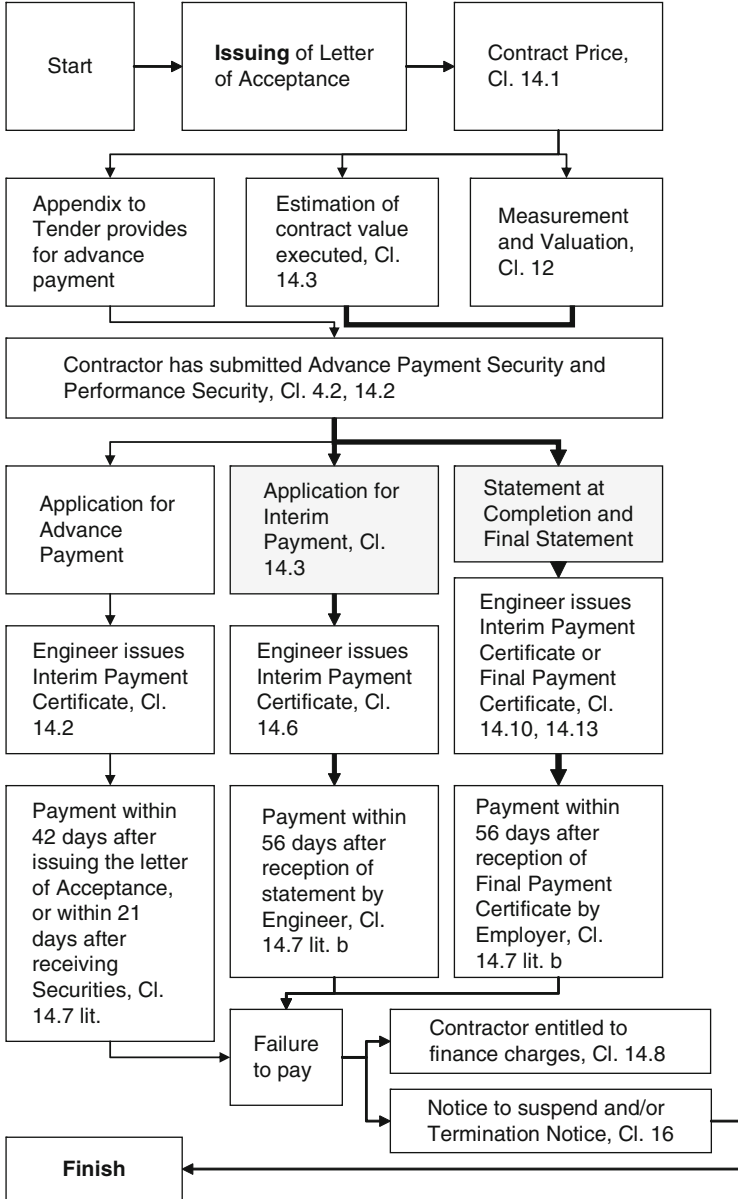 Start
Issuing of Letter
of Acceptance
Contract Price,
Cl. 14.1
Appendix to
Tender provides
for advance
payment
Estimation of
contract value
executed, Cl.
14.3
Measurement
and Valuation,
Cl. 12
Contractor has submitted Advance Payment Security and
Performance Security, Cl. 4.2, 14.2
Application for
Advance
Payment
Application for
Interim
Payment, Cl.
14.3
Statement at
Completion and
Final Statement
Engineer issues
Interim Payment
Certificate, Cl.
14.2
Engineer issues
Interim Payment
Certificate, Cl.
14.6
Engineer issues
Interim Payment
Certificate or
Final Payment
Certificate, Cl.
14.10, 14.13
Payment within
42 days after
issuing the letter
of Acceptance,
or within 21
days after
receiving
Securities, Cl.
14.7 lit.
Payment within
56 days after
reception of
statement by
Engineer, Cl.
14.7 lit. b
Payment within
56 days after
reception of
Final Payment
Certificate by
Employer, Cl.
14.7 lit. b
Failure
to pay
Contractor entitled to
finance charges, Cl. 14.8
Notice to suspend and/or
Termination Notice, Cl. 16
Finish